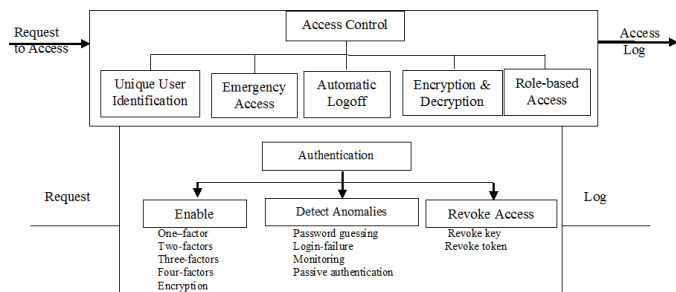 Request
to Access
Access Control
Access
Log
Unique User
Identification
Emergency
Access
Automatic
Logoff
Encryption &
Decryption
Role-based
Access
Authentication
Request
Log
Enable
One–factor
Two-factors
Three-factors
Four-factors
Encryption
Detect Anomalies
Password guessing
Login-failure
Monitoring
Passive authentication
Revoke Access
Revoke key
Revoke token